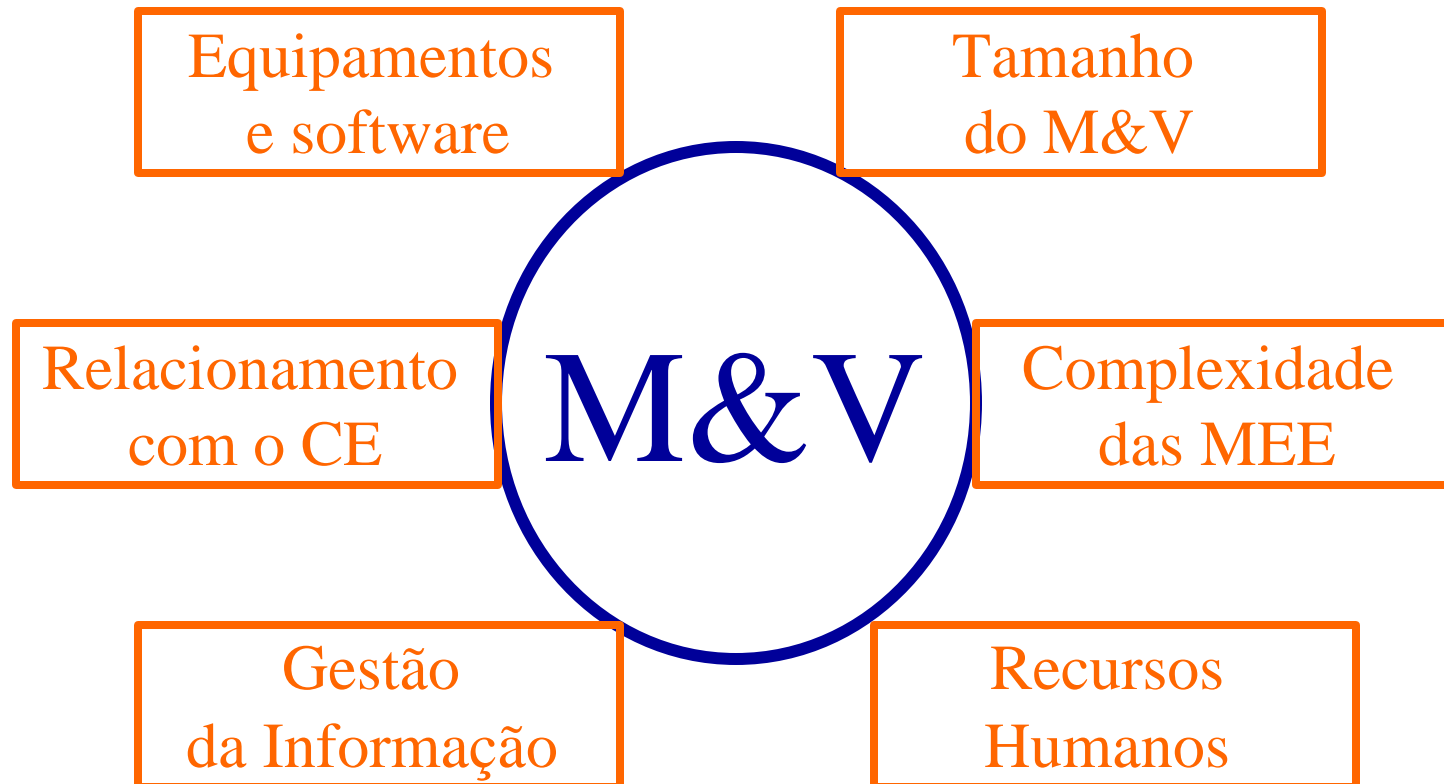 Equipamentos
e software
Tamanho
do M&V
Relacionamento
com o CE
M&V
Complexidade
das MEE
Gestão
da Informação
Recursos
Humanos